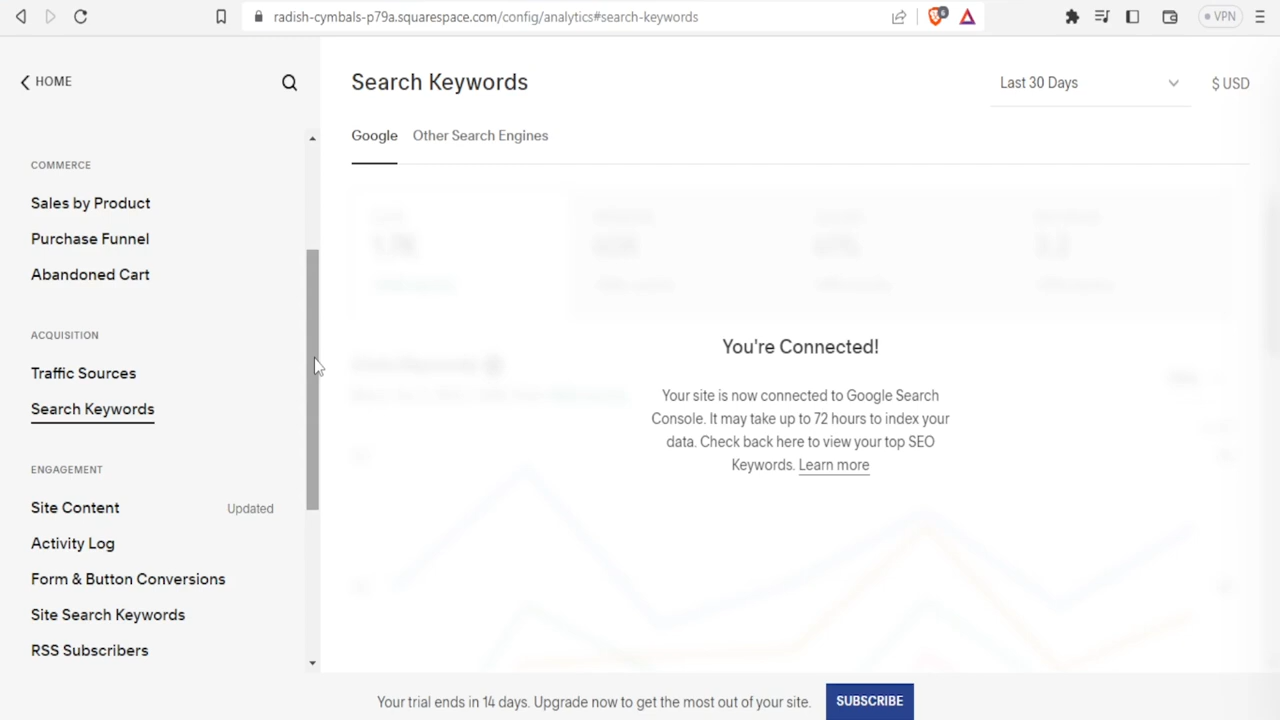 radish-cymbals-p79a.squarespace.com/config/analytics#search-keywords
6
VPN
HOME
COMMERCE
Sales by Product
Purchase Funnel
Abandoned Cart
ACQUISITION
Traffic Sources
Search Keywords
ENGAGEMENT
Site Content
Updated
Activity Log
Form & Button Conversions
Site Search Keywords
RSS Subscribers
Search Keywords
Last 30 Days
$ USD
Google
Other Search Engines
You're Connected!
Your site is now connected to Google Search
Console. It may take up to 72 hours to index your
data. Check back here to view your top SEO
Keywords. Learn more
Your trial ends in 14 days. Upgrade now to get the most out of your site.
SUBSCRIBE